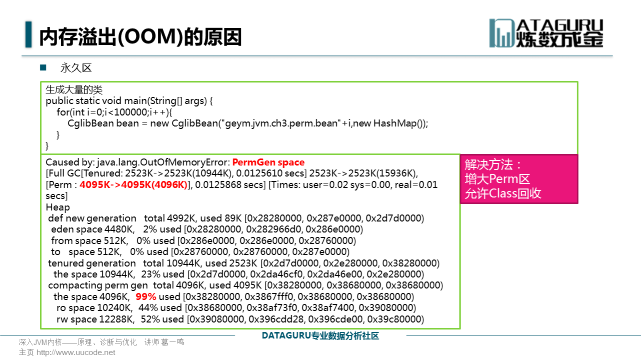 内存溢出(OOM)的原因
DATAGURU
炼数成金
永久区
生成大量的类
public static void main(String[] args) {
for(int i=0;i<100000;i++){
CglibBean bean = new CglibBean("geym.jvm.ch3.perm.bean"+i,new HashMap());
}
}
Caused by: java.lang.OutOfMemoryError: PermGen space
[Full GC[Tenured: 2523K->2523K(10944K), 0.0125610 secs] 2523K->2523K(15936K),
[Perm : 4095K->4095K(4096K)], 0.0125868 secs] [Times: user=0.02 sys=0.00, real=0.01
secs]
Heap
def new generation total 4992K, used 89K [0x28280000, 0x287e0000, 0x2d7d0000)
eden space 4480K, 2% used [0x28280000, 0x282966d0, 0x286e0000)
from space 512K, 0% used [0x286e0000, 0x286e0000, 0x28760000)
to space 512K, 0% used [0x28760000, 0x28760000, 0x287e0000)
tenured generation total 10944K, used 2523K [0x2d7d0000, 0x2e280000, 0x38280000)
the space 10944K, 23% used [0x2d7d0000, 0x2da46cf0, 0x2da46e00, 0x2e280000)
compacting perm gen total 4096K, used 4095K [0x38280000, 0x38680000, 0x38680000)
the space 4096K, 99% used [0x38280000, 0x3867fff0, 0x38680000, 0x38680000)
ro space 10240K, 44% used [0x38680000, 0x38af73f0, 0x38af7400, 0x39080000)
rw space 12288K, 52% used [0x39080000, 0x396cdd28, 0x396cde00, 0x39c80000)
解决方法：
增大Perm区
允许Class回收
DATAGURU专业数据分析社区
深入JVM内核——原理、诊断与优化 讲师 葛一鸣
主页 http://www.uucode.net